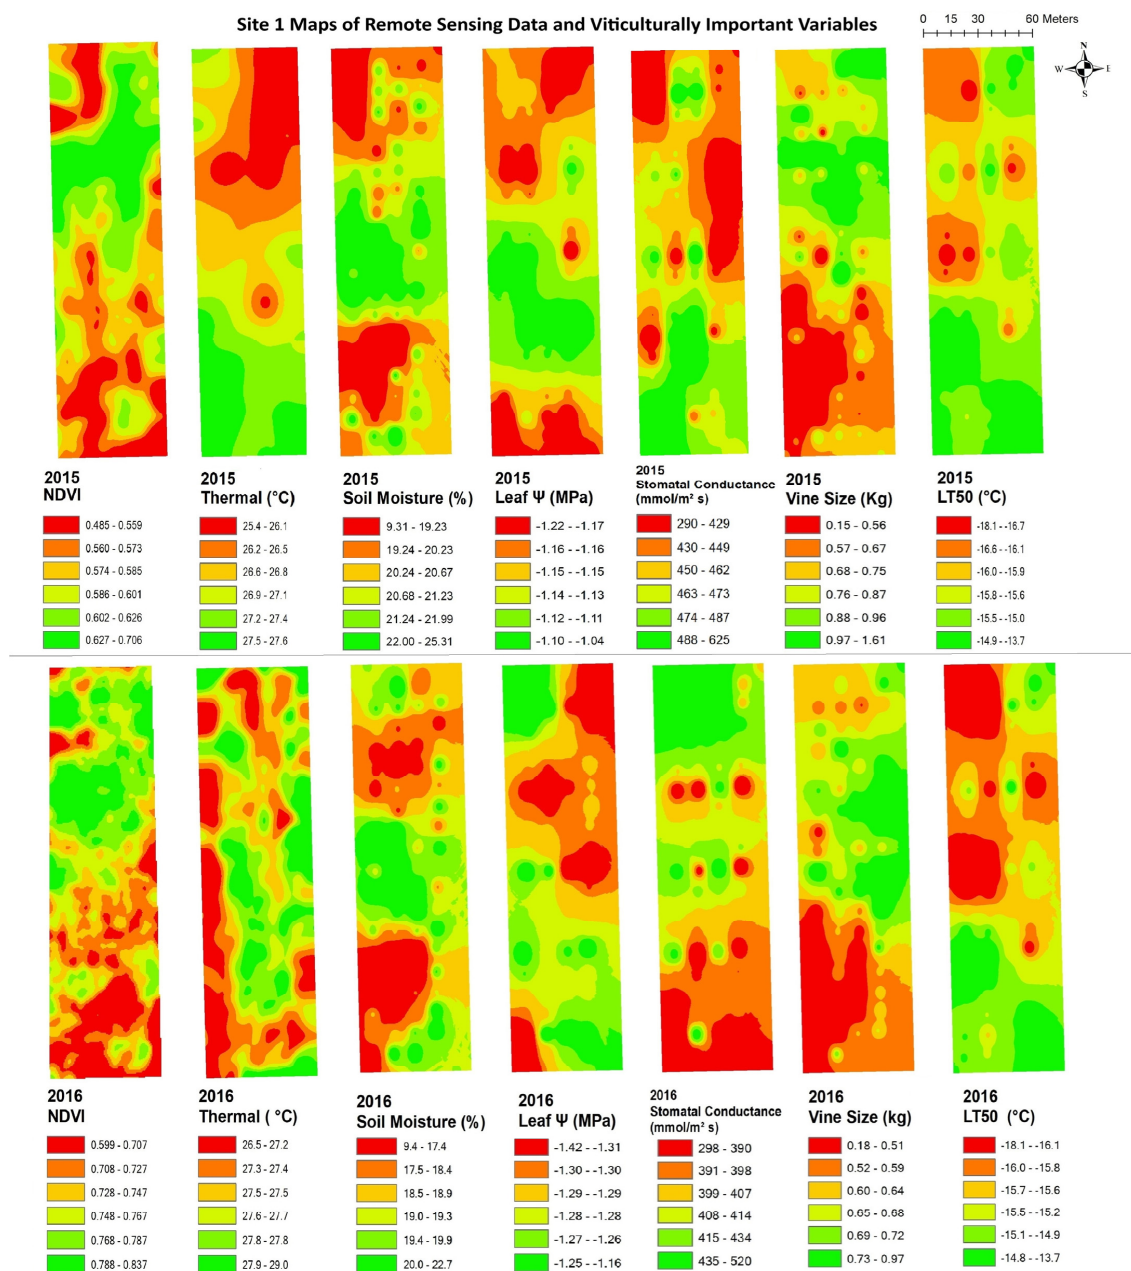 Site 1 Maps of Remote Sensing Data and Viticulturally Important Variables
0 15 30 60 Meters
N
W E
S
2015
NDVI
0.485 - 0.559
0.560 - 0.573
0.574 - 0.585
0.586 - 0.601
0.602 - 0.626
0.627 - 0.706
2015
Thermal (°C)
25.4 - 26.1
26.2 - 26.5
26.6 - 26.8
26.9 - 27.1
27.2 - 27.4
27.5 - 27.6
2015
Soil Moisture (%)
9.31 - 19.23
19.24 - 20.23
20.24 - 20.67
20.68 - 21.23
21.24 - 21.99
22.00 - 25.31
2015
Leaf Ψ (MPa)
-1.22 - -1.17
-1.16 - -1.16
-1.15 - -1.15
-1.14 - -1.13
-1.12 - -1.11
-1.10 - -1.04
2015
Stomatal Conductance
(mmol/m² s)
290 - 429
430 - 449
450 - 462
463 - 473
474 - 487
488 - 625
2015
Vine Size (Kg)
0.15 - 0.56
0.57 - 0.67
0.68 - 0.75
0.76 - 0.87
0.88 - 0.96
0.97 - 1.61
2015
LT50 (°C)
-18.1 - -16.7
-16.6 - -16.1
-16.0 - -15.9
-15.8 - -15.6
-15.5 - -15.0
-14.9 - -13.7
2016
NDVI
0.599 - 0.707
0.708 - 0.727
0.728 - 0.747
0.748 - 0.767
0.768 - 0.787
0.788 - 0.837
2016
Thermal ( °C)
26.5 - 27.2
27.3 - 27.4
27.5 - 27.5
27.6 - 27.7
27.8 - 27.8
27.9 - 29.0
2016
Soil Moisture (%)
9.4 - 17.4
17.5 - 18.4
18.5 - 18.9
19.0 - 19.3
19.4 - 19.9
20.0 - 22.7
2016
Leaf Ψ (MPa)
-1.42 - -1.31
-1.30 - -1.30
-1.29 - -1.29
-1.28 - -1.28
-1.27 - -1.26
-1.25 - -1.16
2016
Stomatal Conductance
(mmol/m² s)
298 - 390
391 - 398
399 - 407
408 - 414
415 - 434
435 - 520
2016
Vine Size (kg)
0.18 - 0.51
0.52 - 0.59
0.60 - 0.64
0.65 - 0.68
0.69 - 0.72
0.73 - 0.97
2016
LT50 (°C)
-18.1 - -16.1
-16.0 - -15.8
-15.7 - -15.6
-15.5 - -15.2
-15.1 - -14.9
-14.8 - -13.7